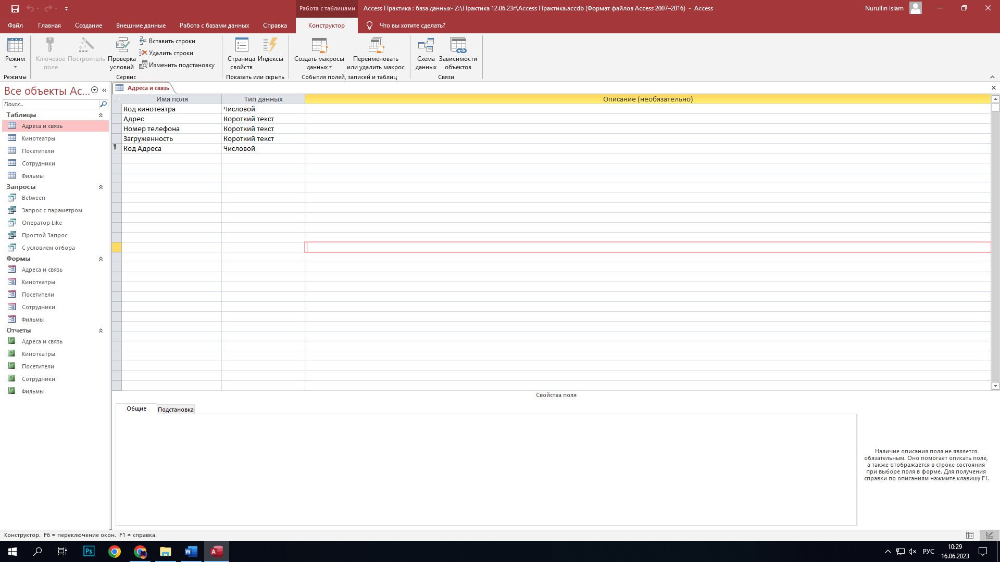 Работа с таблицами
Access Практика : база данных- Z:\Практика 12.06.23г\Access Практика.accdb (Формат файлов Access 2007–2016) - Access
Nurullin Islam
Файл
Главная
Создание
Внешние данные
Работа с базами данных
Справка
Конструктор
Что вы хотите сделать?
Режим
Режимы
Ключевое
поле
Построитель
Проверка
условий
Вставить строки
Удалить строки
Изменить подстановку
Сервис
Страница
свойств
Индексы
Показать или скрыть
Создать макросы
данных
Переименовать
или удалить макрос
События полей, записей и таблиц
Схема
данных
Зависимости
объектов
Связи
Все объекты Ac...
Поиск...
Таблицы
Адреса и связь
Кинотеатры
Посетители
Сотрудники
Фильмы
Запросы
Between
Запрос с параметром
Оператор Like
Простой Запрос
С условием отбора
Формы
Адреса и связь
Кинотеатры
Посетители
Сотрудники
Фильмы
Отчеты
Адреса и связь
Кинотеатры
Посетители
Сотрудники
Фильмы
Адреса и связь
Имя поля Тип данных Описание (необязательно)
Код кинотеатра Числовой
Адрес Короткий текст
Номер телефона Короткий текст
Загруженность Короткий текст
Код Адреса Числовой
Свойства поля
Общие
Подстановка
Наличие описания поля не является
обязательным. Оно помогает описать поле,
а также отображается в строке состояния
при выборе поля в форме. Для получения
справки по описаниям нажмите клавишу F1.
Конструктор. F6 = переключение окон. F1 = справка.
Ps
W
A
РУС
10:29
16.06.2023